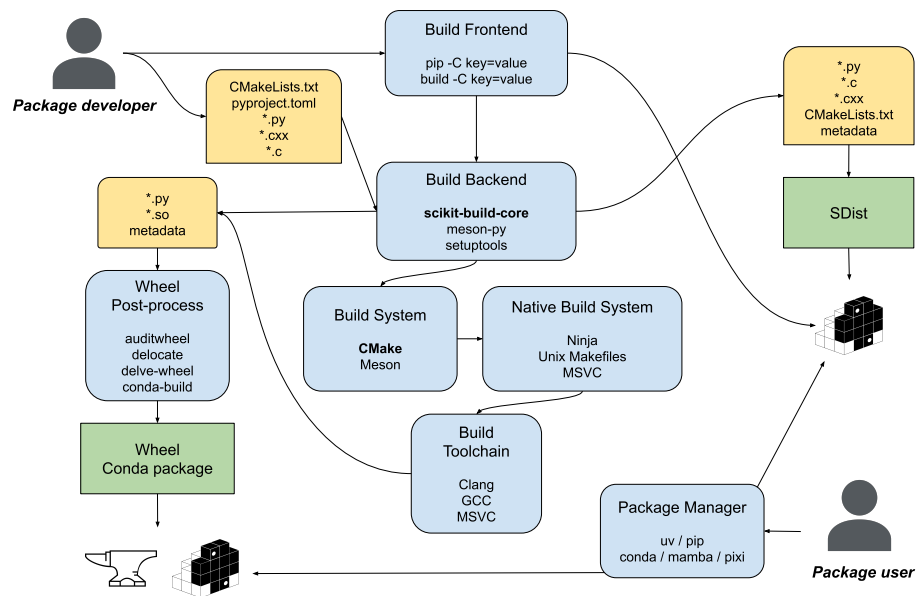 Build Frontend
pip -C key=value
build -C key=value
Package developer
CMakeLists.txt
pyproject.toml
*.py
*.cxx
*.c
*.py
*.c
*.cxx
CMakeLists.txt
metadata
Build Backend
scikit-build-core
meson-py
setuptools
*.py
*.so
metadata
SDist
Wheel
Post-process
auditwheel
delocate
delve-wheel
conda-build
Build System
CMake
Meson
Native Build System
Ninja
Unix Makefiles
MSVC
Build
Toolchain
Clang
GCC
MSVC
Wheel
Conda package
Package Manager
uv / pip
conda / mamba / pixi
Package user